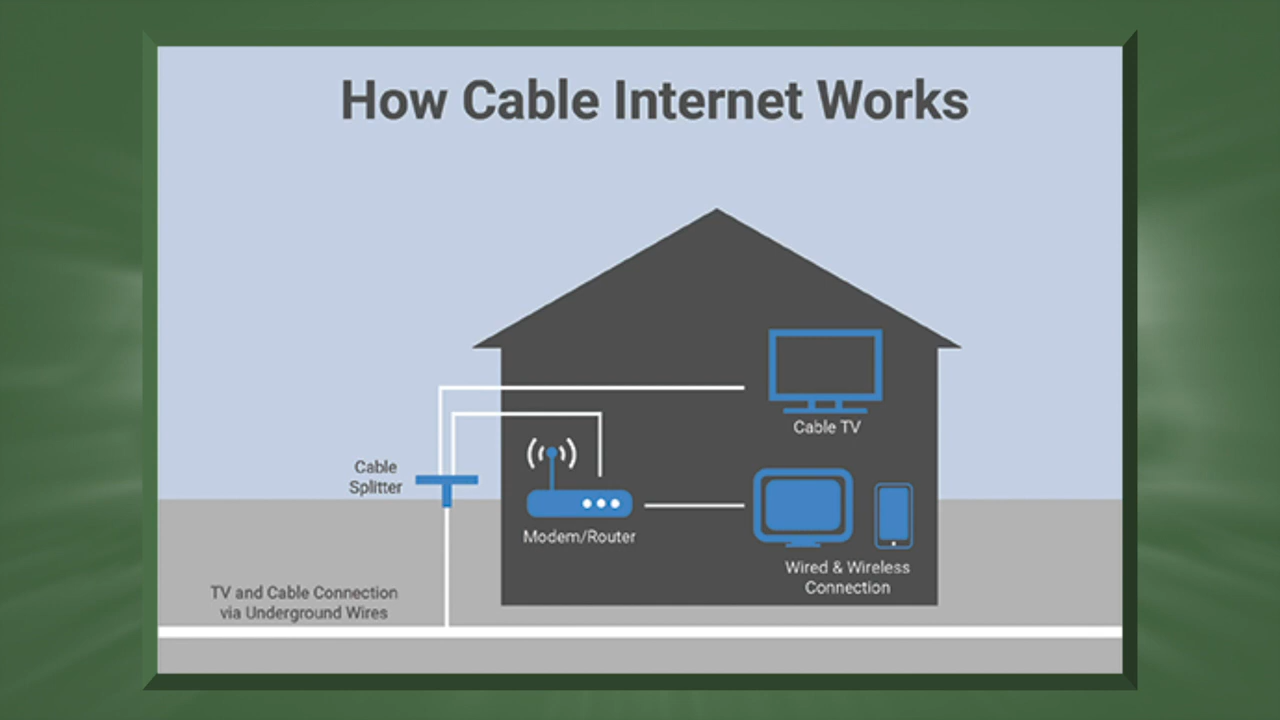 How Cable Internet Works
Cable TV
Cable
Splitter
Modem/Router
Wired & Wireless
Connection
TV and Cable Connection
via Underground Wires